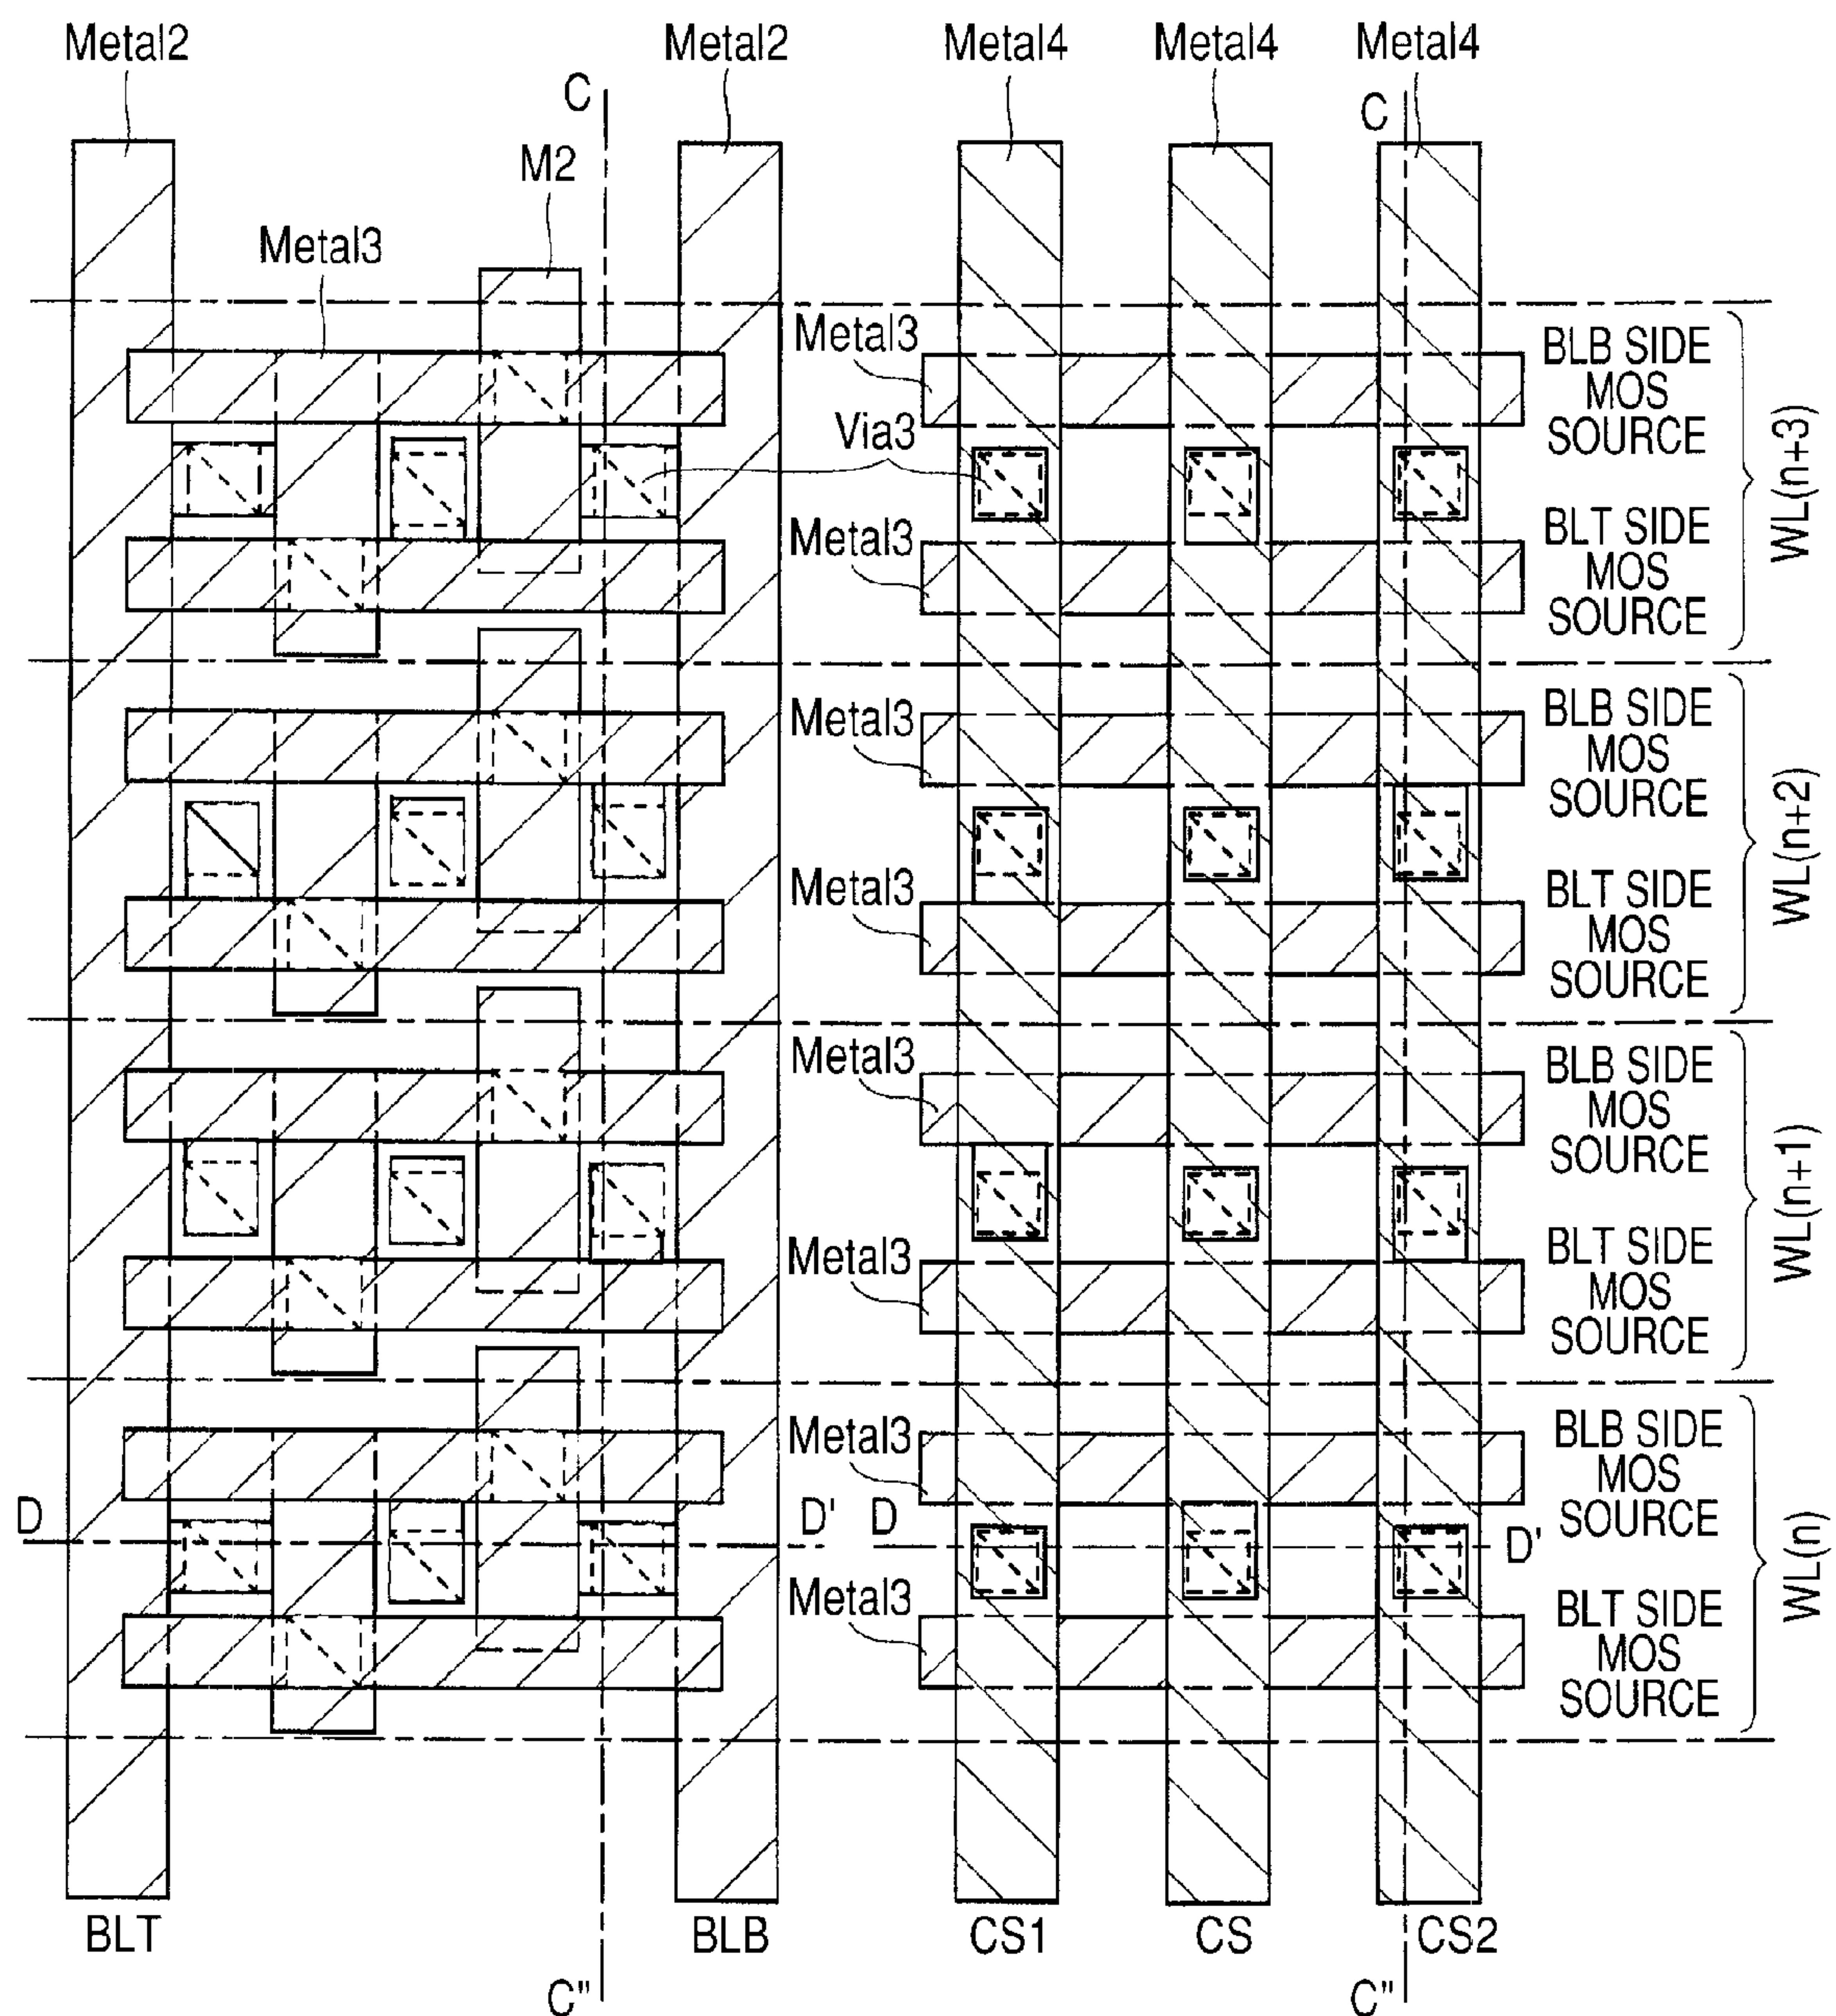 Metal2
Metal2
Metal4
Metal4
Metal4
C
C
M2
Metal3
Metal3
BLB SIDE
MOS
SOURCE
Via3
WL(n+3)
Metal3
BLT SIDE
MOS
SOURCE
Metal3
BLB SIDE
MOS
SOURCE
WL(n+2)
Metal3
BLT SIDE
MOS
SOURCE
Metal3
BLB SIDE
MOS
SOURCE
WL(n+1)
Metal3
BLT SIDE
MOS
SOURCE
Metal3
BLB SIDE
MOS
SOURCE
D
D'
D
D'
WL(n)
Metal3
BLT SIDE
MOS
SOURCE
BLT
BLB
CS1
CS
CS2
C"
C"